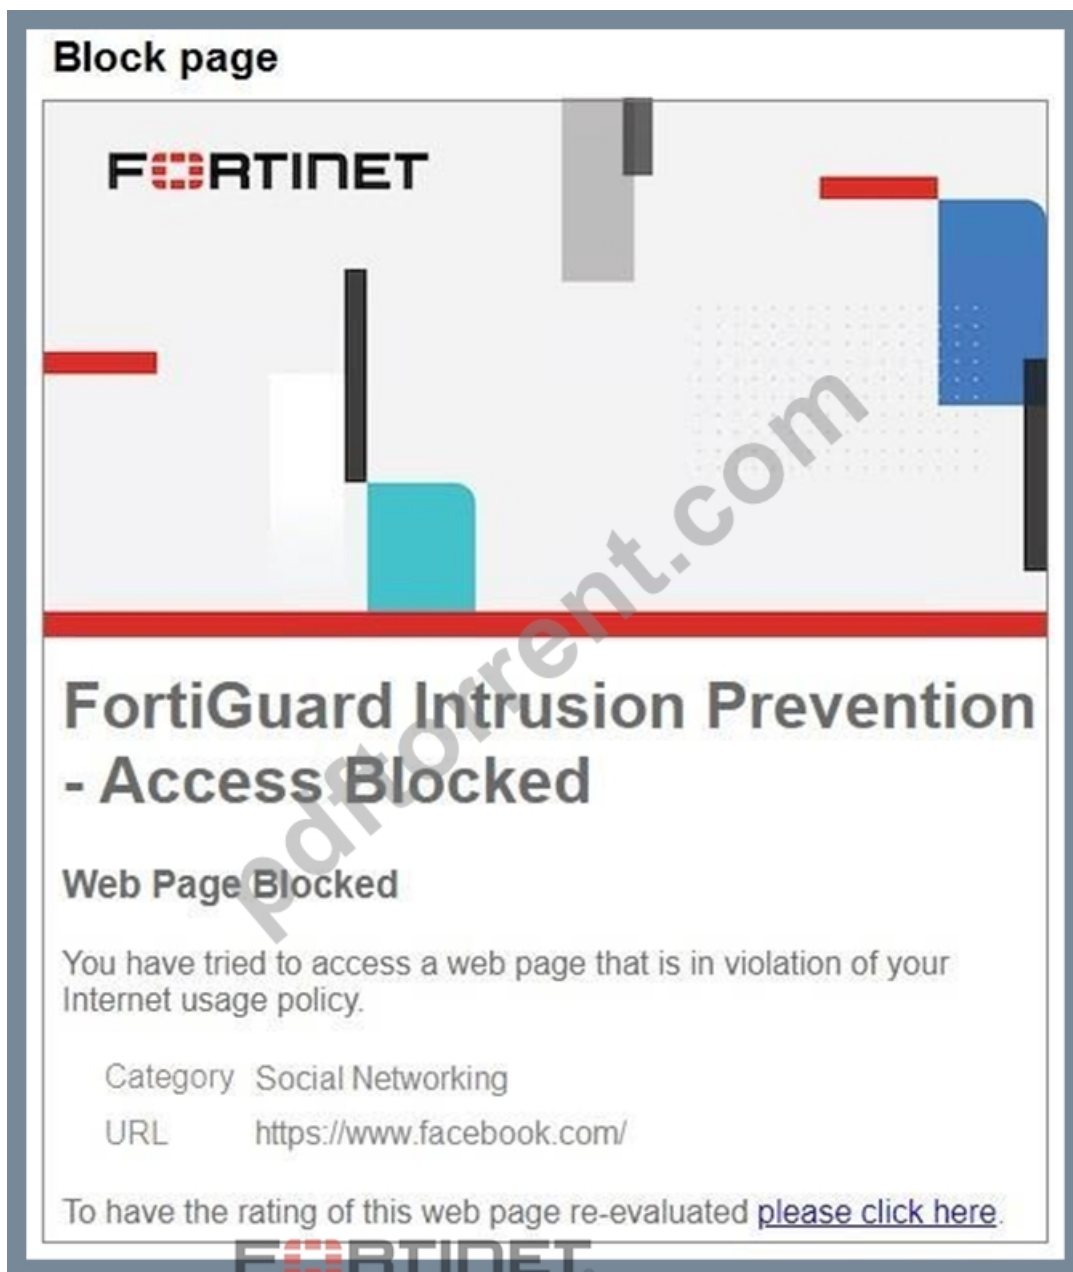 Block page
FORTINET
FortiGuard Intrusion Prevention
- Access Blocked
Web Page Blocked
You have tried to access a web page that is in violation of your
Internet usage policy.
Category Social Networking
URL https://www.facebook.com/
To have the rating of this web page re-evaluated please click here.
FORTINET
pdftorrent.com